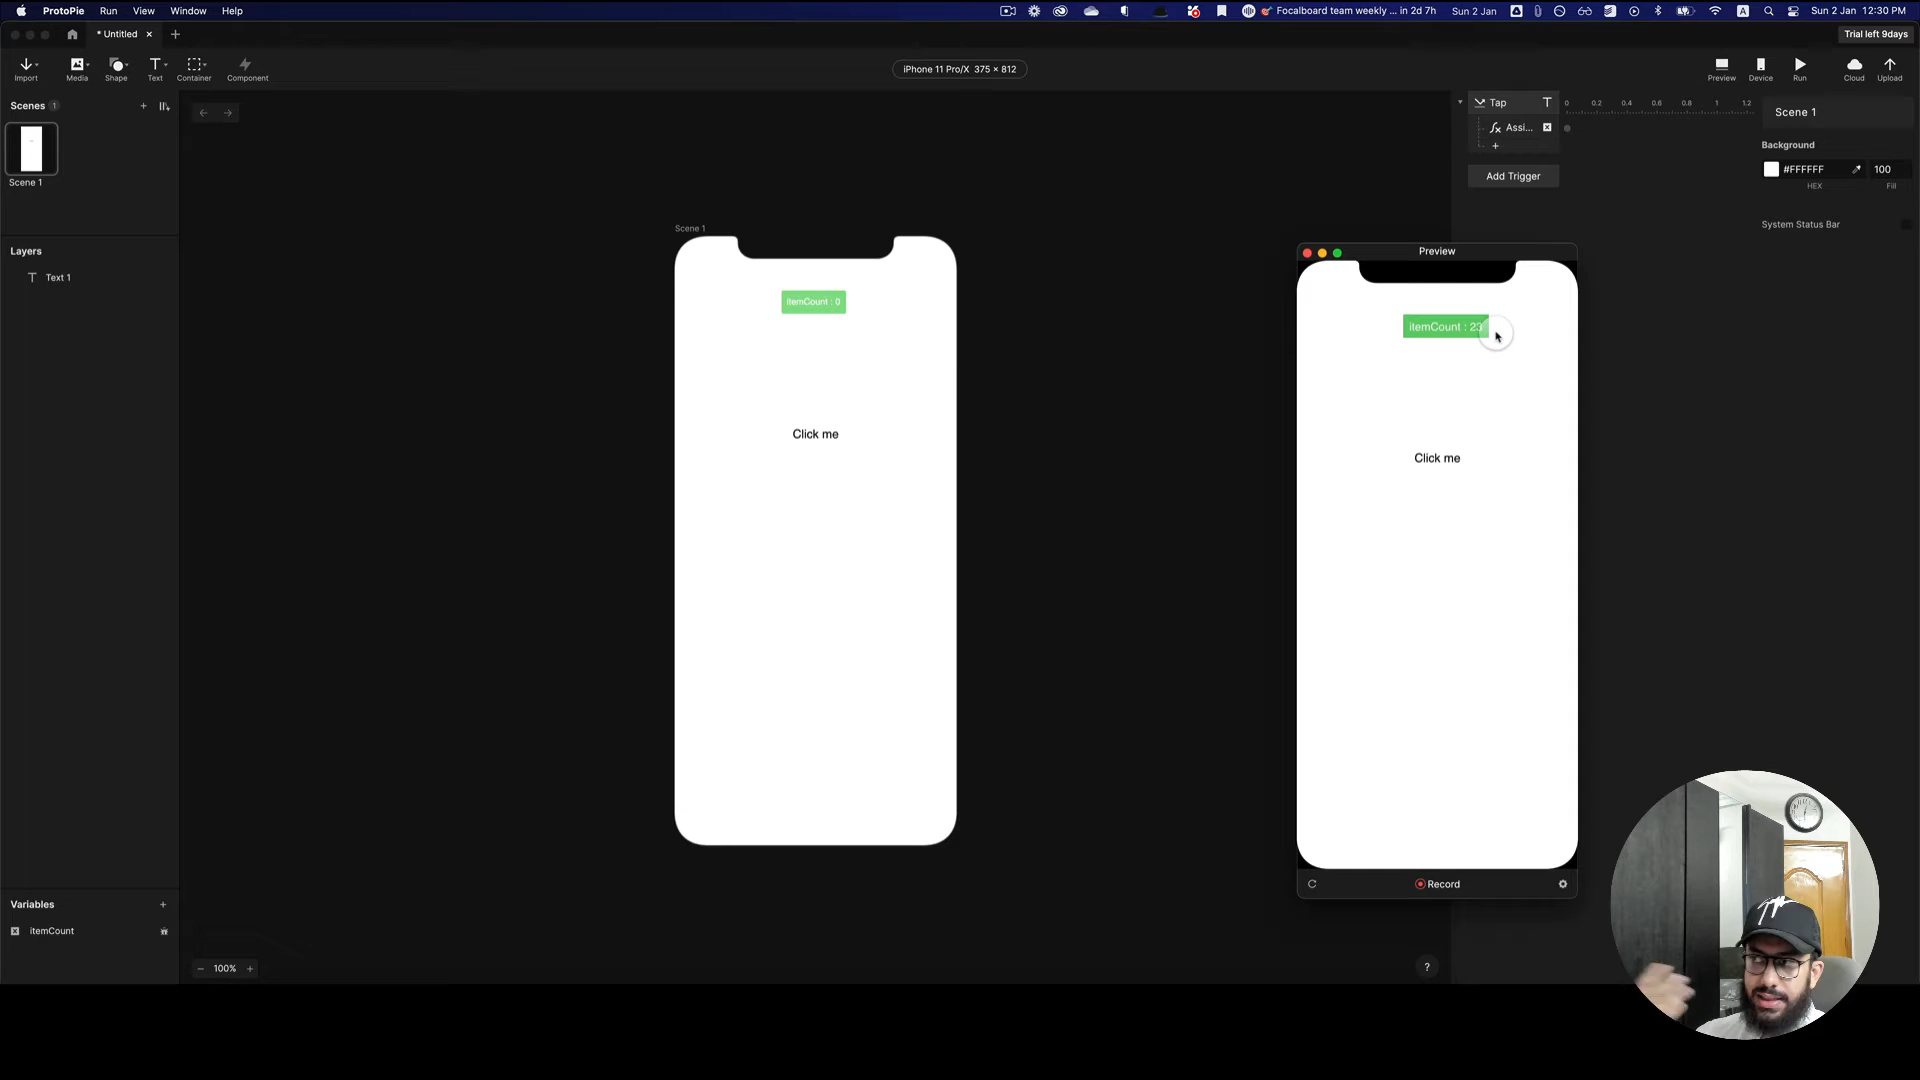 ProtoPie Run View Window Help
Focalboard team weekly ... in 2d 7h Sun 2 Jan A Sun 2 Jan 12:30 PM
* Untitled
Trial left 9days
Import Media Shape Text Container Component
iPhone 11 Pro/X 375 × 812
Preview Device Run Cloud Upload
Scenes 1
Scene 1
Layers
Text 1
Scene 1
itemCount : 0
Click me
Tap
0 0.2 0.4 0.6 0.8 1 1.2
Assi...
Add Trigger
Scene 1
Background
#FFFFFF 100
HEX Fill
System Status Bar
Preview
itemCount : 23
Click me
Record
Variables
itemCount
100%
?